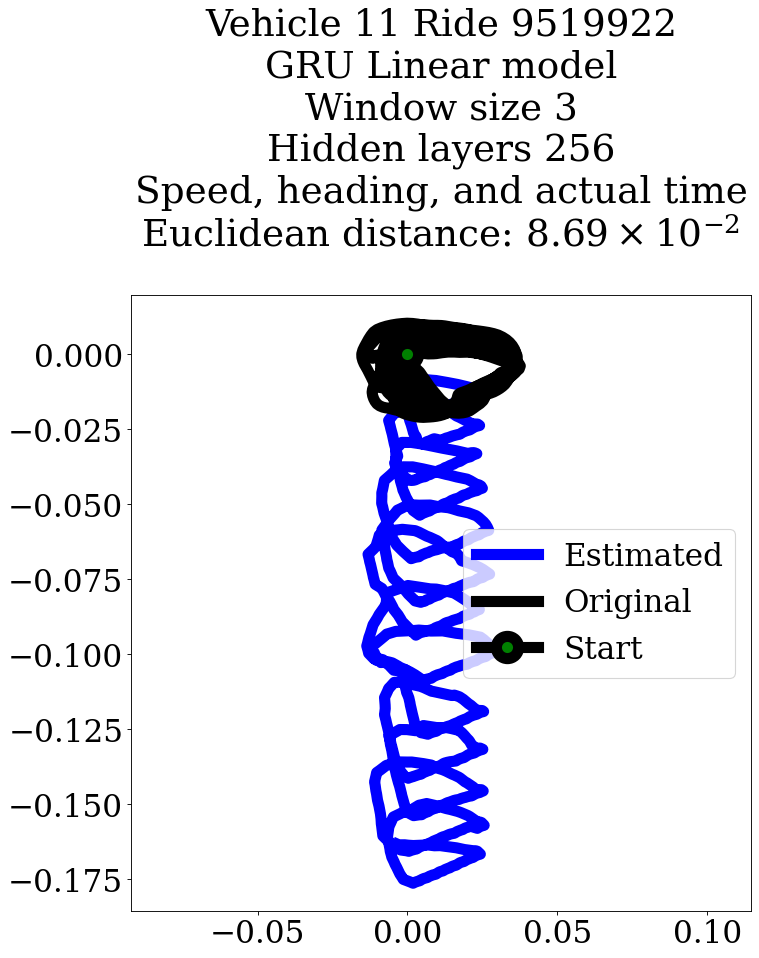 Vehicle 11 Ride 9519922
GRU Linear model
Window size 3
Hidden layers 256
Speed, heading, and actual time
Euclidean distance: 8.69 × 10⁻²
0.000
−0.025
−0.050
−0.075
−0.100
−0.125
−0.150
−0.175
Estimated
Original
Start
−0.05
0.00
0.05
0.10